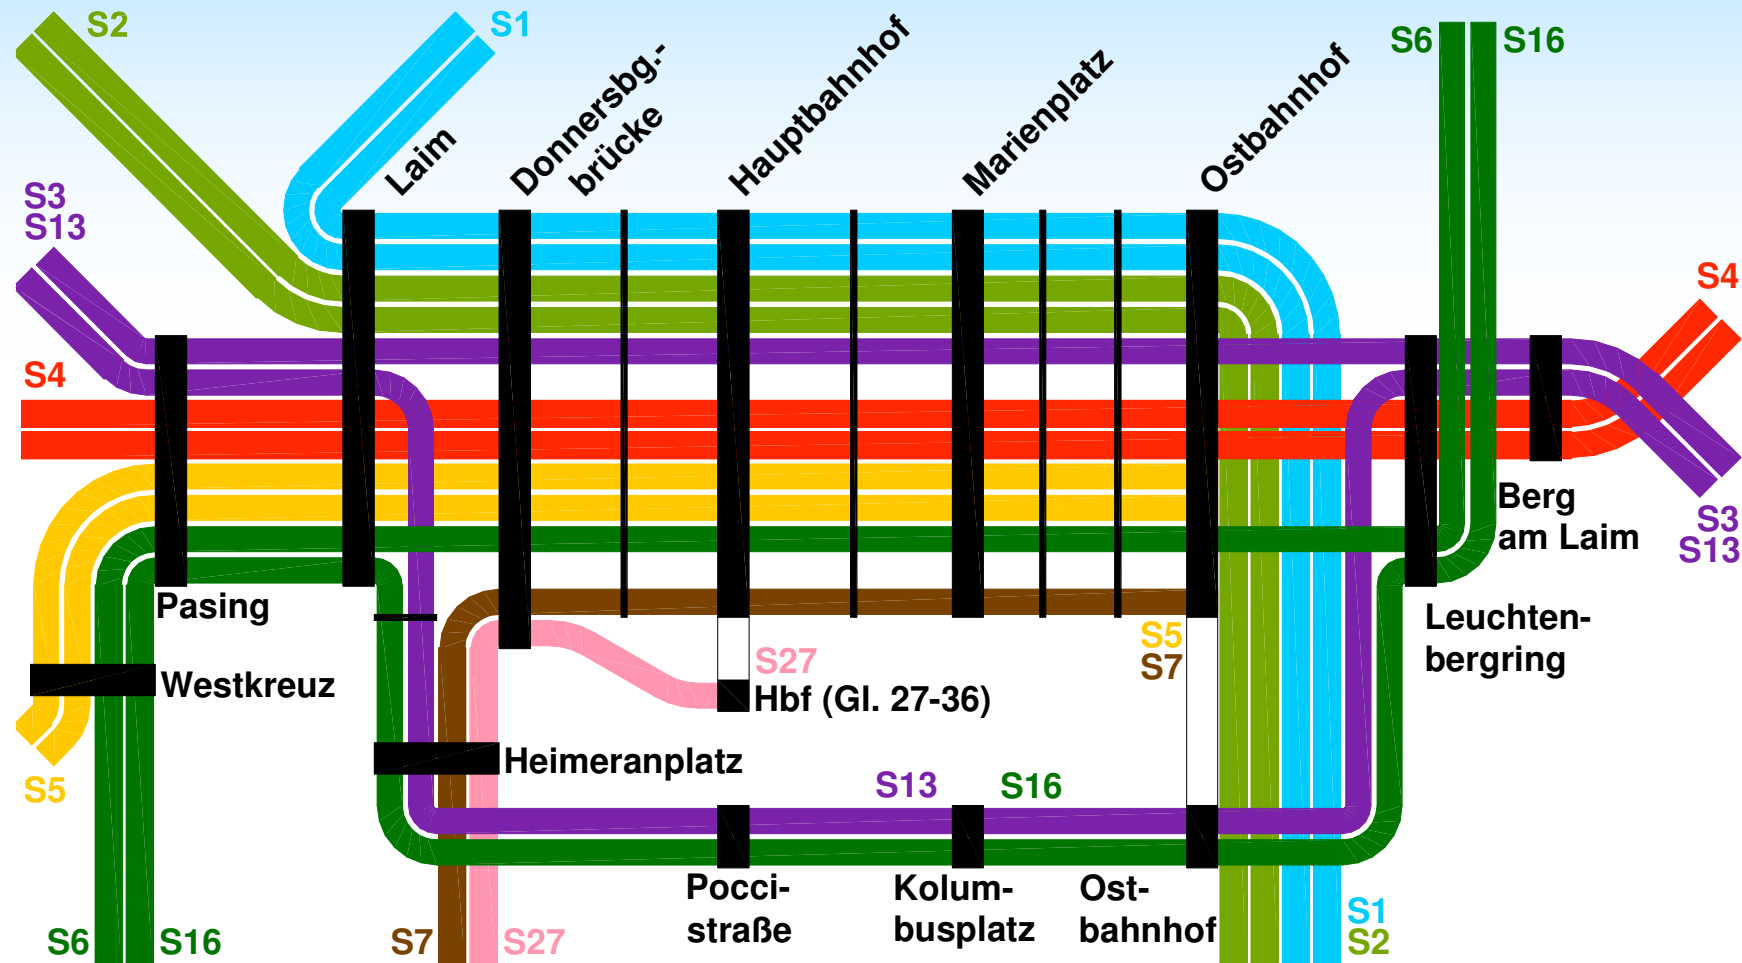 S2
S1
S6
S16
Donnersbg.-
brücke
Hauptbahnhof
Marienplatz
Ostbahnhof
Laim
S3
S13
S4
S4
Berg
am Laim
S3
S13
Pasing
Leuchten-
bergring
S5
S7
S27
Hbf (Gl. 27-36)
Westkreuz
Heimeranplatz
S5
S13
S16
Pocci-
straße
Kolum-
busplatz
Ost-
bahnhof
S1
S2
S6
S16
S7
S27